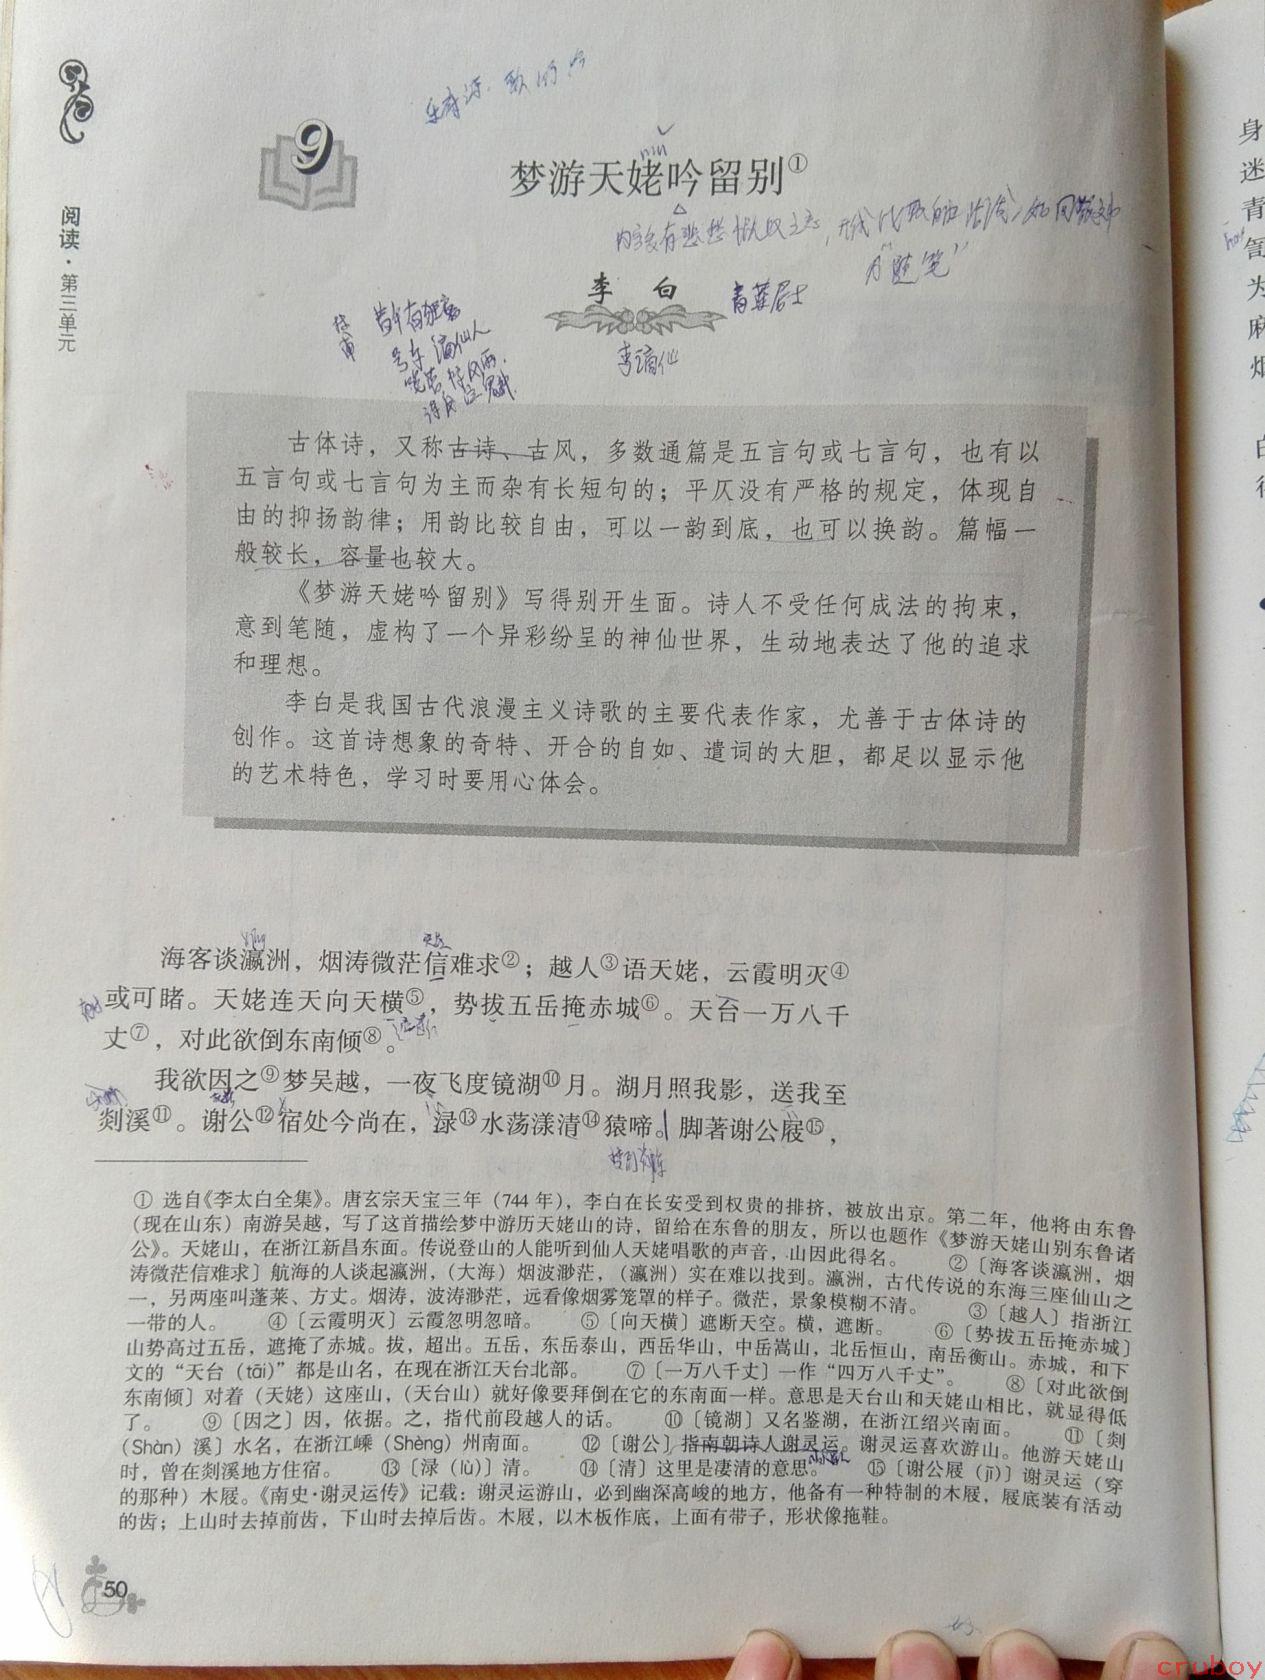 9
梦游天姥吟留别①
李 白
青莲居士
李谪仙
阅读·第三单元
古体诗，又称古诗、古风，多数通篇是五言句或七言句，也有以
五言句或七言句为主而杂有长短句的；平仄没有严格的规定，体现自
由的抑扬韵律；用韵比较自由，可以一韵到底，也可以换韵。篇幅一
般较长，容量也较大。
《梦游天姥吟留别》写得别开生面。诗人不受任何成法的拘束，
意到笔随，虚构了一个异彩纷呈的神仙世界，生动地表达了他的追求
和理想。
李白是我国古代浪漫主义诗歌的主要代表作家，尤善于古体诗的
创作。这首诗想象的奇特、开合的自如、遣词的大胆，都足以显示他
的艺术特色，学习时要用心体会。
海客谈瀛洲，烟涛微茫信难求②；越人③语天姥，云霞明灭④
或可睹。天姥连天向天横⑤，势拔五岳掩赤城⑥。天台一万八千
丈⑦，对此欲倒东南倾⑧。
我欲因之⑨梦吴越，一夜飞度镜湖⑩月。湖月照我影，送我至
剡溪⑪。谢公⑫宿处今尚在，渌⑬水荡漾清⑭猿啼。脚著谢公屐⑮，
① 选自《李太白全集》。唐玄宗天宝三年（744 年），李白在长安受到权贵的排挤，被放出京。第二年，他将由东鲁
（现在山东）南游吴越，写了这首描绘梦中游历天姥山的诗，留给在东鲁的朋友，所以也题作《梦游天姥山别东鲁诸
公》。天姥山，在浙江新昌东面。传说登山的人能听到仙人天姥唱歌的声音，山因此得名。 ②〔海客谈瀛洲，烟
涛微茫信难求〕航海的人谈起瀛洲，（大海）烟波渺茫，（瀛洲）实在难以找到。瀛洲，古代传说的东海三座仙山之
一，另两座叫蓬莱、方丈。烟涛，波涛渺茫，远看像烟雾笼罩的样子。微茫，景象模糊不清。 ③〔越人〕指浙江
一带的人。 ④〔云霞明灭〕云霞忽明忽暗。 ⑤〔向天横〕遮断天空。横，遮断。 ⑥〔势拔五岳掩赤城〕
山势高过五岳，遮掩了赤城。拔，超出。五岳，东岳泰山，西岳华山，中岳嵩山，北岳恒山，南岳衡山。赤城，和下
文的“天台（tāi）”都是山名，在现在浙江天台北部。 ⑦〔一万八千丈〕一作“四万八千丈”。 ⑧〔对此欲倒
东南倾〕对着（天姥）这座山，（天台山）就好像要拜倒在它的东南面一样。意思是天台山和天姥山相比，就显得低
了。 ⑨〔因之〕因，依据。之，指代前段越人的话。 ⑩〔镜湖〕又名鉴湖，在浙江绍兴南面。 ⑪〔剡
（Shàn）溪〕水名，在浙江嵊（Shèng）州南面。 ⑫〔谢公〕指南朝诗人谢灵运。谢灵运喜欢游山。他游天姥山
时，曾在剡溪地方住宿。 ⑬〔渌（lù）〕清。 ⑭〔清〕这里是凄清的意思。 ⑮〔谢公屐（jī）〕谢灵运（穿
的那种）木屐。《南史·谢灵运传》记载：谢灵运游山，必到幽深高峻的地方，他备有一种特制的木屐，屐底装有活动
的齿；上山时去掉前齿，下山时去掉后齿。木屐，以木板作底，上面有带子，形状像拖鞋。
50
身
迷
青
为
麻
cruboy